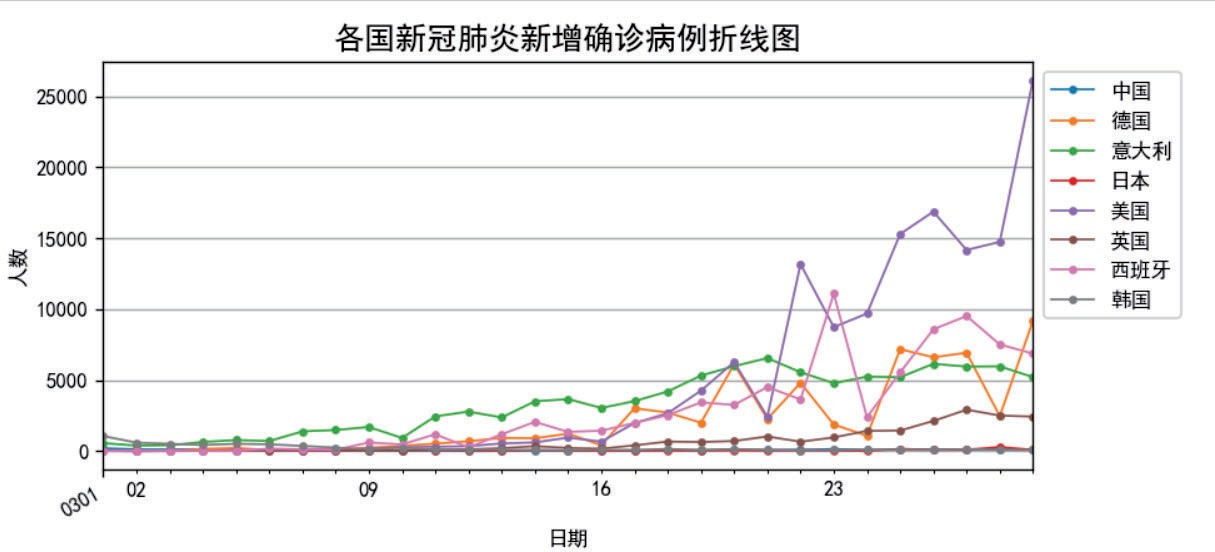 各国新冠肺炎新增确诊病例折线图
人数
25000
20000
15000
10000
5000
0
0301 02 09 16 23
日期
中国
德国
意大利
日本
美国
英国
西班牙
韩国